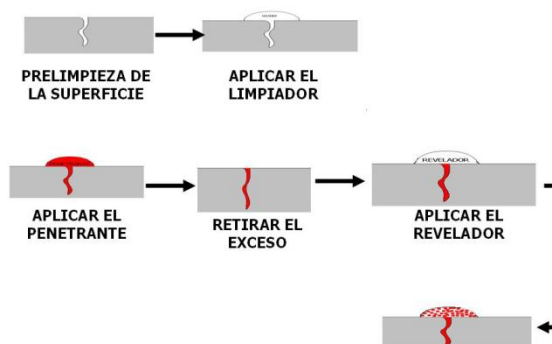 PRELIMPIEZA DE
LA SUPERFICIE
APLICAR EL
LIMPIADOR
APLICAR EL
PENETRANTE
RETIRAR EL
EXCESO
REVELADOR
APLICAR EL
REVELADOR